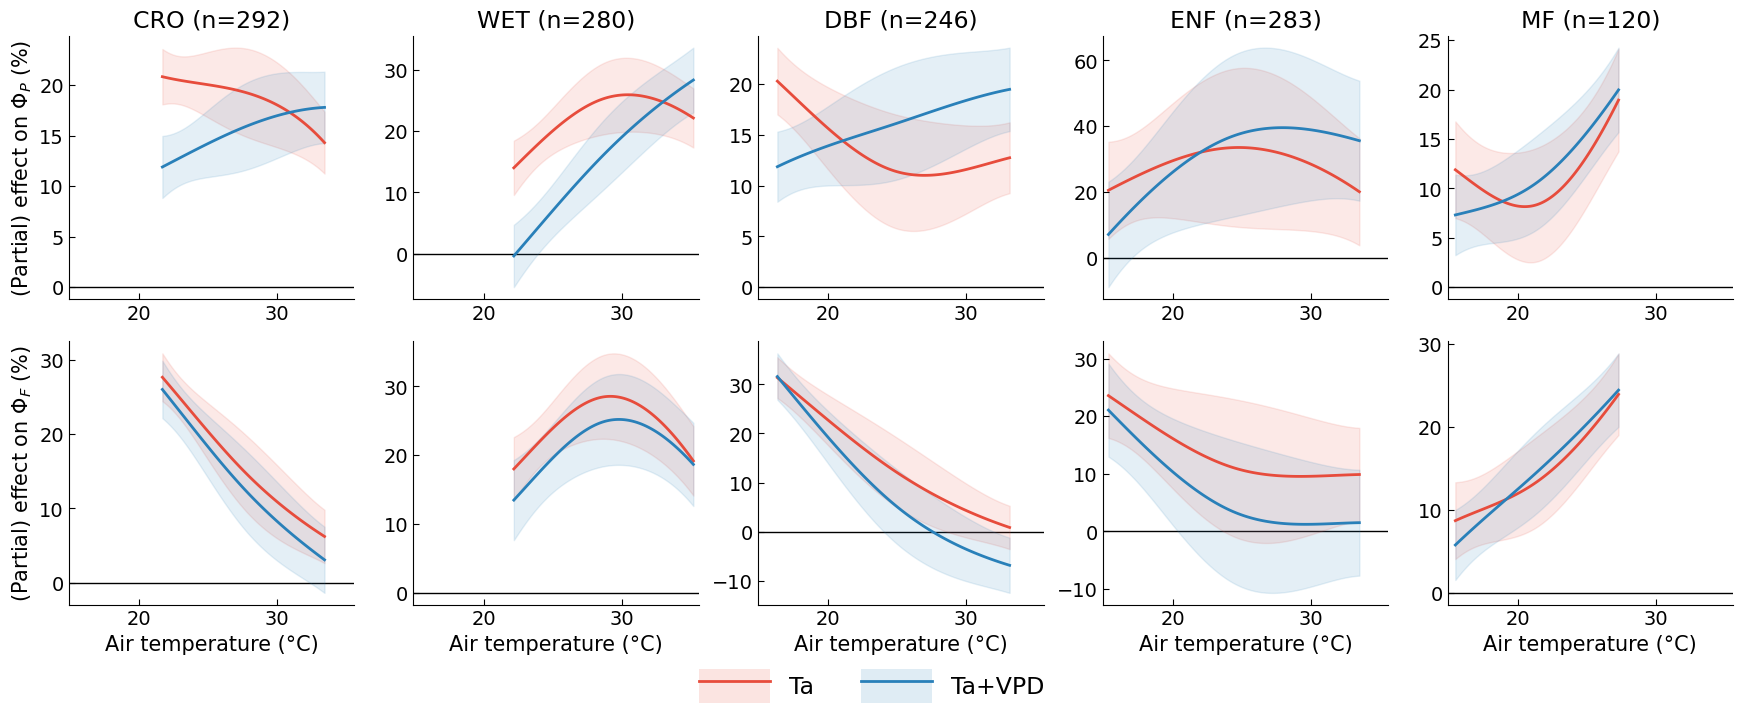 CRO (n=292) WET (n=280) DBF (n=246) ENF (n=283) MF (n=120)
(Partial) effect on Φ_P (%)
20 15 10 5 0
30 20 10 0
20 15 10 5 0
60 40 20 0
25 20 15 10 5 0
20 30 20 30 20 30 20 30 20 30
(Partial) effect on Φ_F (%)
30 20 10 0
30 20 10 0
30 20 10 0 −10
30 20 10 0 −10
30 20 10 0
20 30 20 30 20 30 20 30 20 30
Air temperature (°C) Air temperature (°C) Air temperature (°C) Air temperature (°C) Air temperature (°C)
Ta Ta+VPD